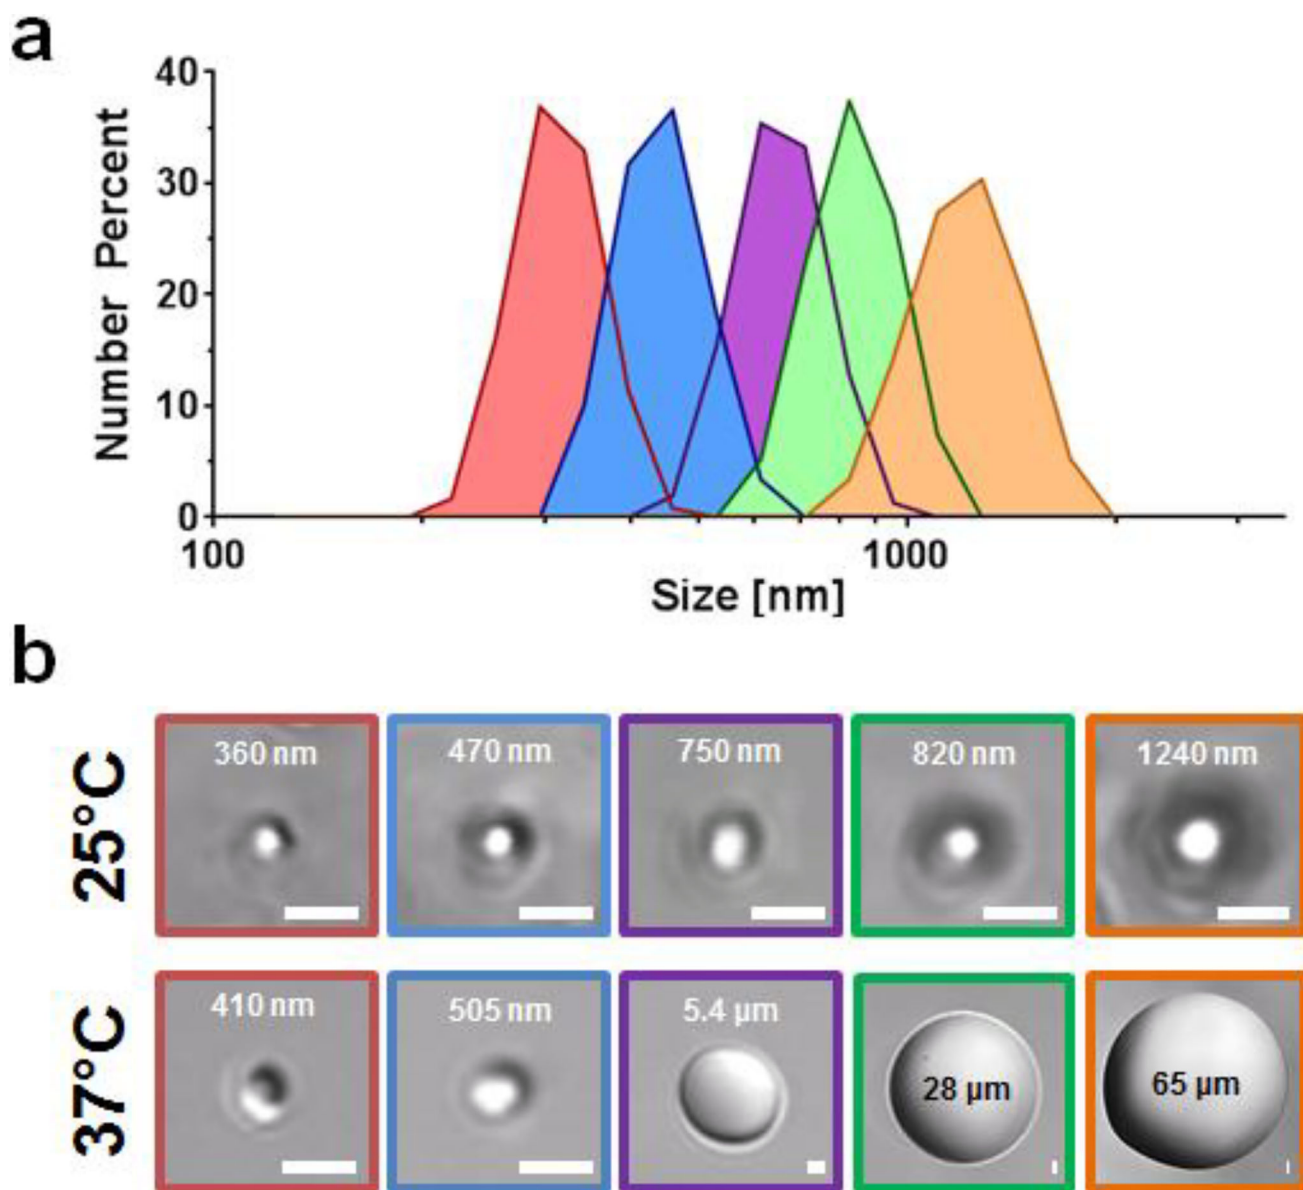 a
40
30
20
10
0
Number Percent
100
1000
Size [nm]
b
25°C
360 nm
470 nm
750 nm
820 nm
1240 nm
37°C
410 nm
505 nm
5.4 µm
28 µm
65 µm